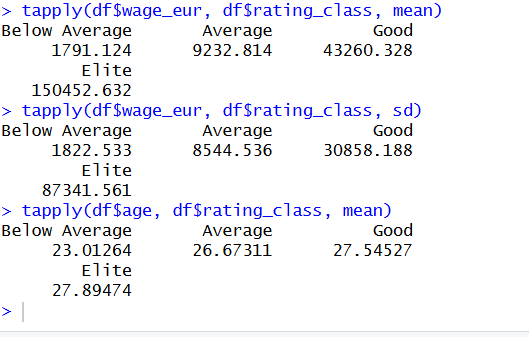 > tapply(df$wage_eur, df$rating_class, mean)
Below Average       Average          Good
     1791.124      9232.814     43260.328
        Elite
   150452.632
> tapply(df$wage_eur, df$rating_class, sd)
Below Average       Average          Good
     1822.533      8544.536     30858.188
        Elite
    87341.561
> tapply(df$age, df$rating_class, mean)
Below Average       Average          Good
     23.01264      26.67311      27.54527
        Elite
     27.89474
>